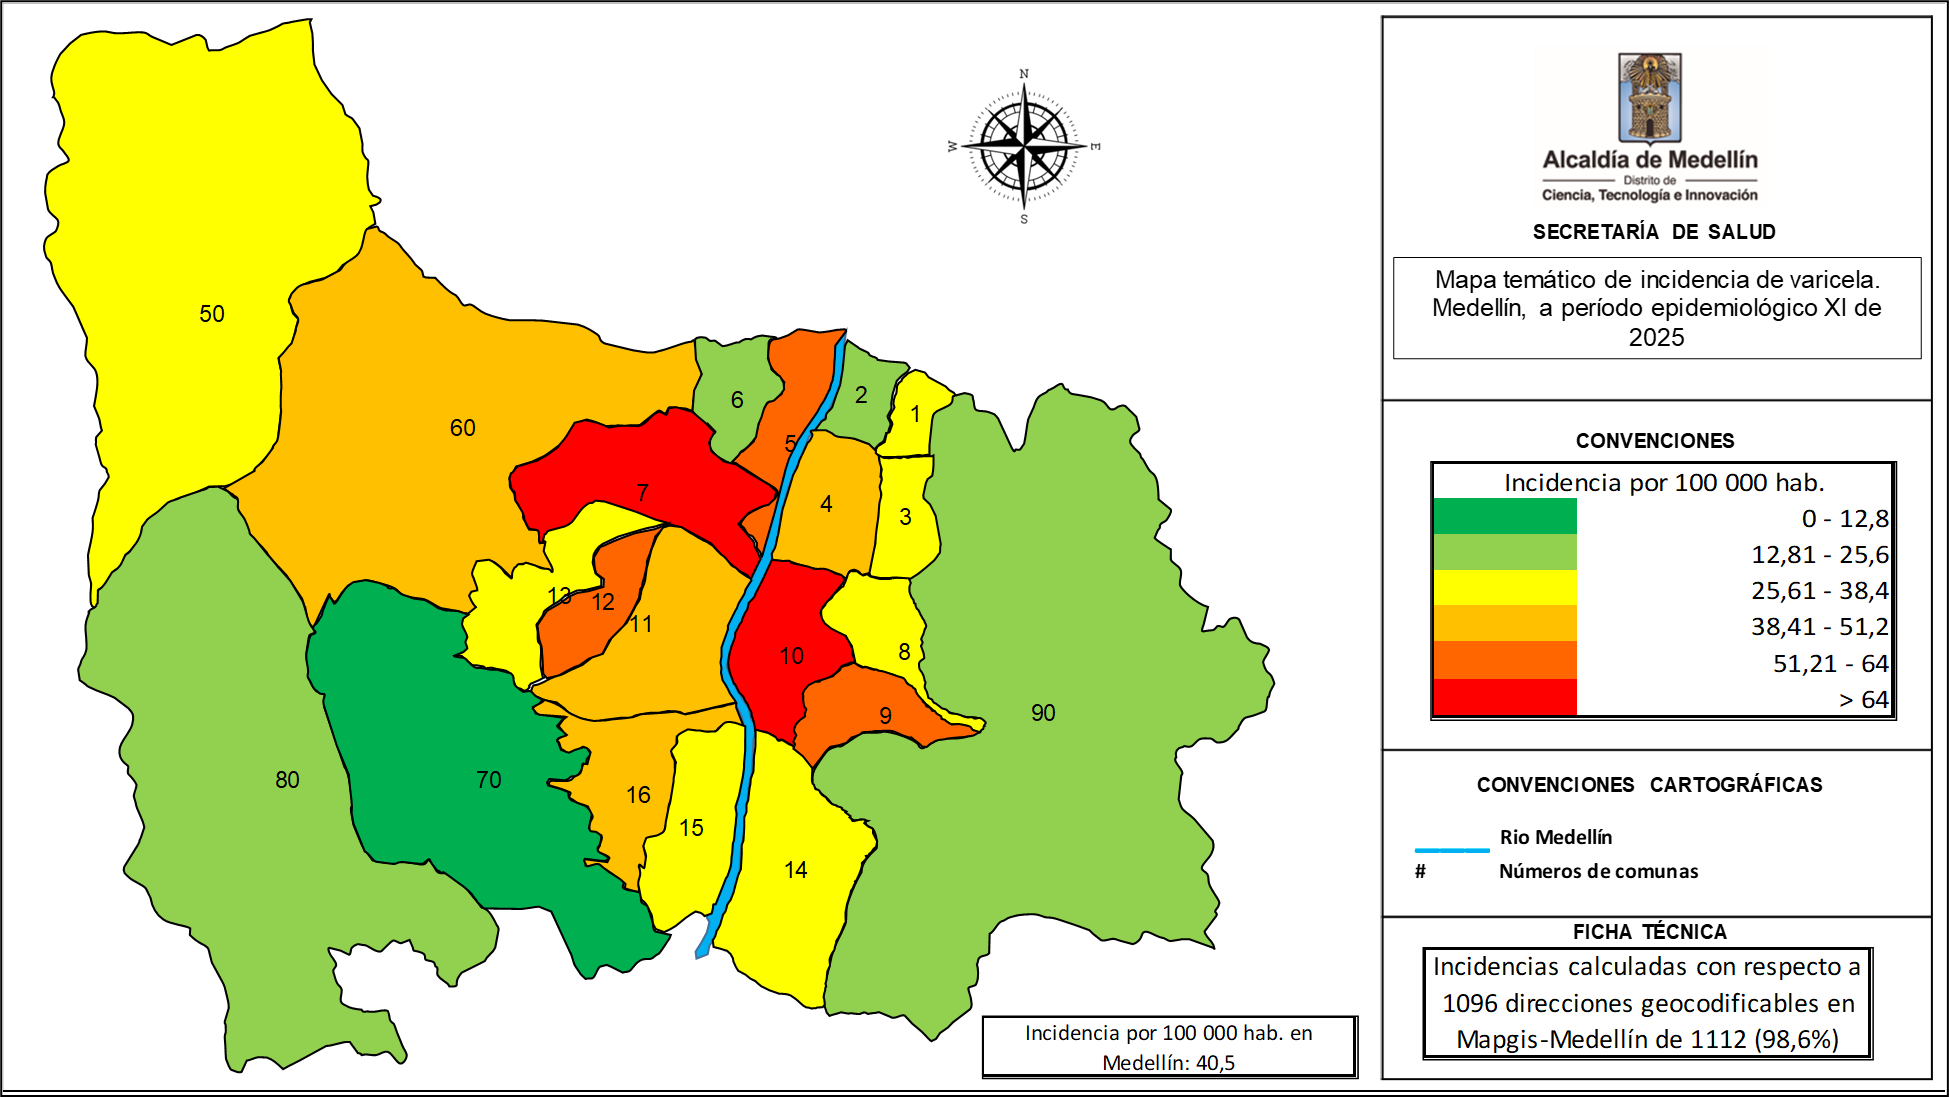 N
W
E
S
50
60
6
2
1
5
7
4
3
13
12
11
10
8
9
90
80
70
16
15
14
Incidencia por 100 000 hab. en
Medellín: 40,5
Alcaldía de Medellín
Distrito de
Ciencia, Tecnología e Innovación
SECRETARÍA DE SALUD
Mapa temático de incidencia de varicela.
Medellín, a período epidemiológico XI de
2025
CONVENCIONES
Incidencia por 100 000 hab.
0 - 12,8
12,81 - 25,6
25,61 - 38,4
38,41 - 51,2
51,21 - 64
> 64
CONVENCIONES CARTOGRÁFICAS
Rio Medellín
# Números de comunas
FICHA TÉCNICA
Incidencias calculadas con respecto a
1096 direcciones geocodificables en
Mapgis-Medellín de 1112 (98,6%)